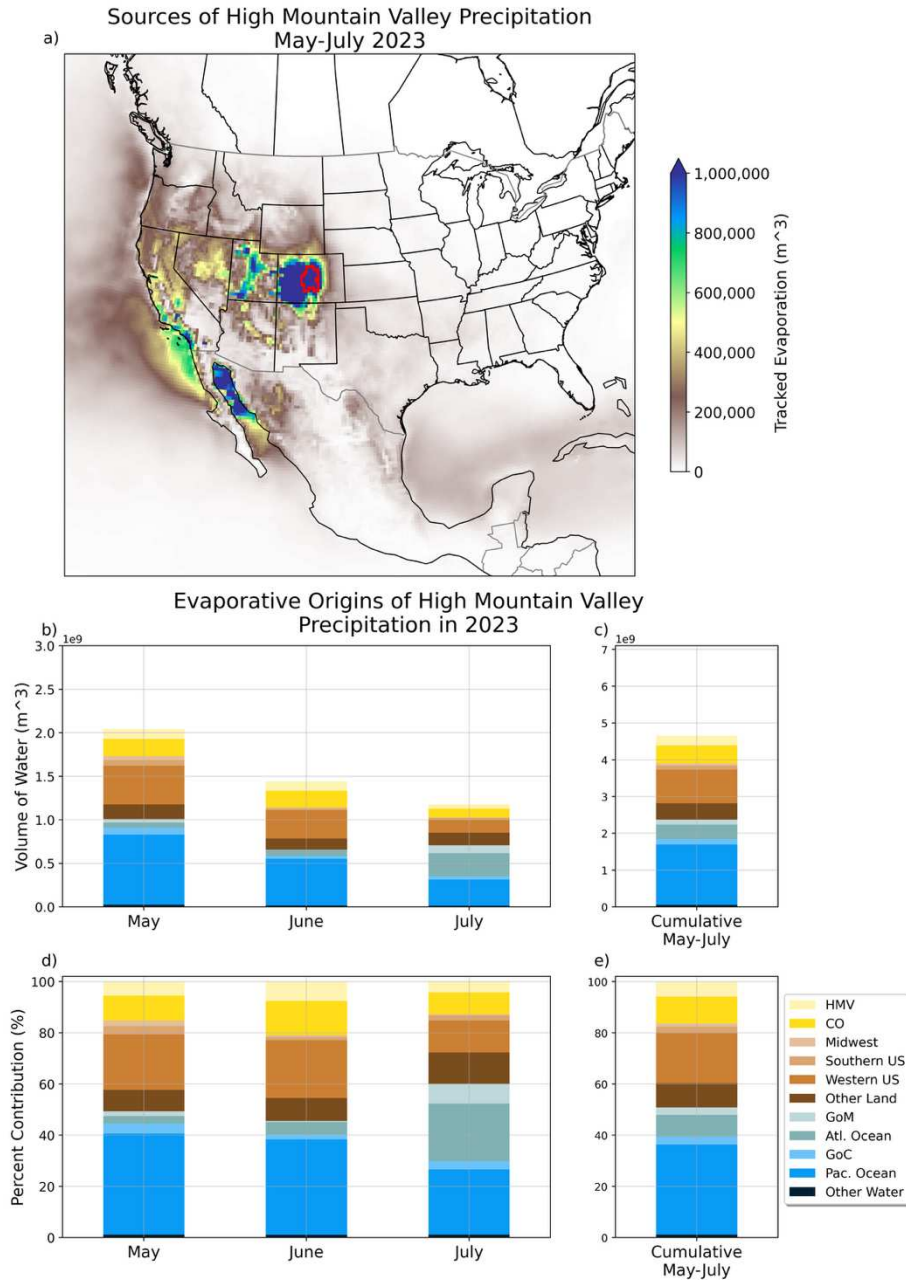 Sources of High Mountain Valley Precipitation
May-July 2023
a)
1,000,000
800,000
600,000
400,000
200,000
0
Tracked Evaporation (m^3)
Evaporative Origins of High Mountain Valley
Precipitation in 2023
b)
1e9
3.0
2.5
2.0
1.5
1.0
0.5
0.0
Volume of Water (m^3)
May
June
July
c)
1e9
7
6
5
4
3
2
1
0
Cumulative
May-July
d)
100
80
60
40
20
0
Percent Contribution (%)
May
June
July
e)
100
80
60
40
20
0
Cumulative
May-July
HMV
CO
Midwest
Southern US
Western US
Other Land
GoM
Atl. Ocean
GoC
Pac. Ocean
Other Water